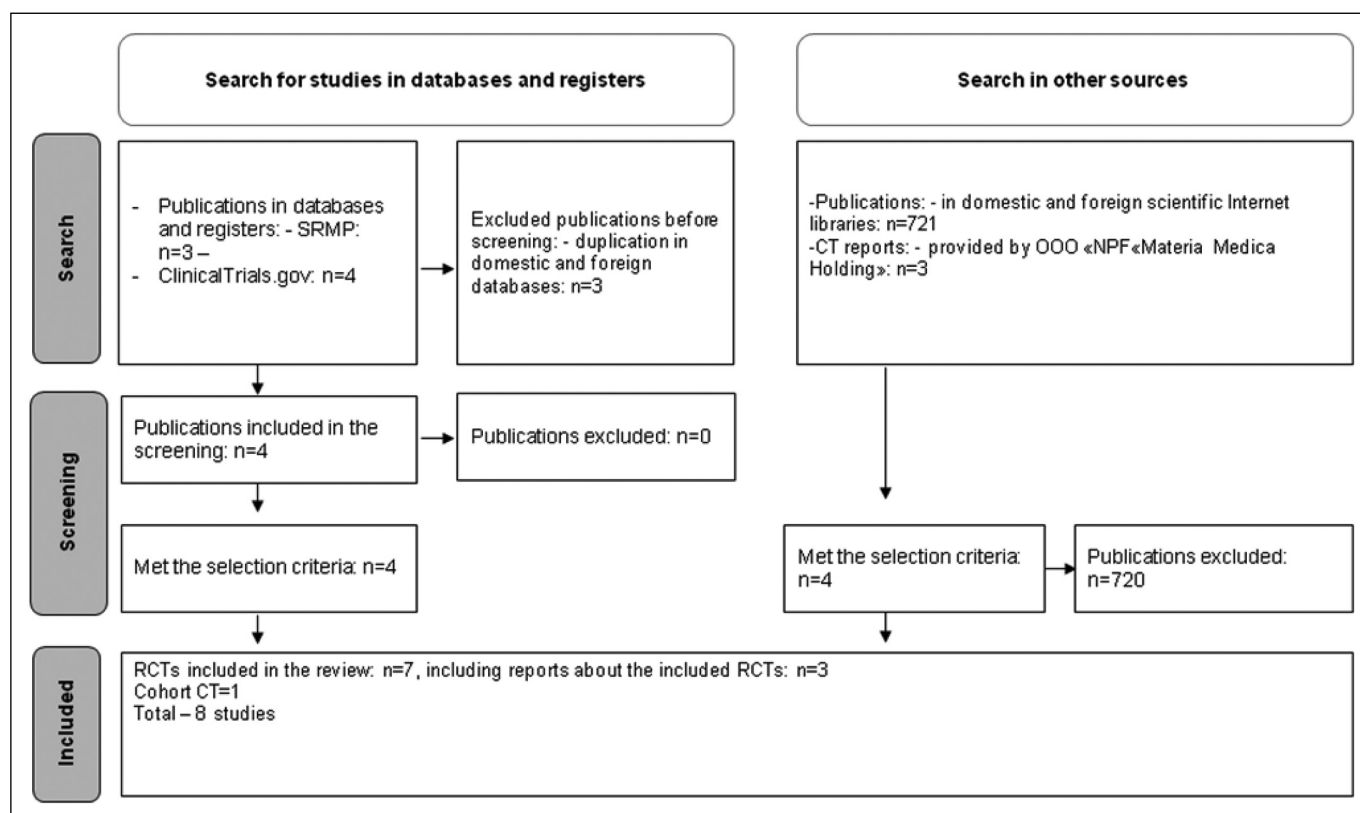 Search for studies in databases and registers
Search in other sources
Search
- Publications in databases
and registers: - SRMP:
n=3 –
- ClinicalTrials.gov: n=4
Excluded publications before
screening: - duplication in
domestic and foreign
databases: n=3
-Publications: - in domestic and foreign scientific Internet
libraries: n=721
-CT reports: - provided by OOO «NPF«Materia Medica
Holding»: n=3
Screening
Publications included in the
screening: n=4
Publications excluded: n=0
Met the selection criteria: n=4
Met the selection criteria:
n=4
Publications excluded:
n=720
Included
RCTs included in the review: n=7, including reports about the included RCTs: n=3
Cohort CT=1
Total – 8 studies